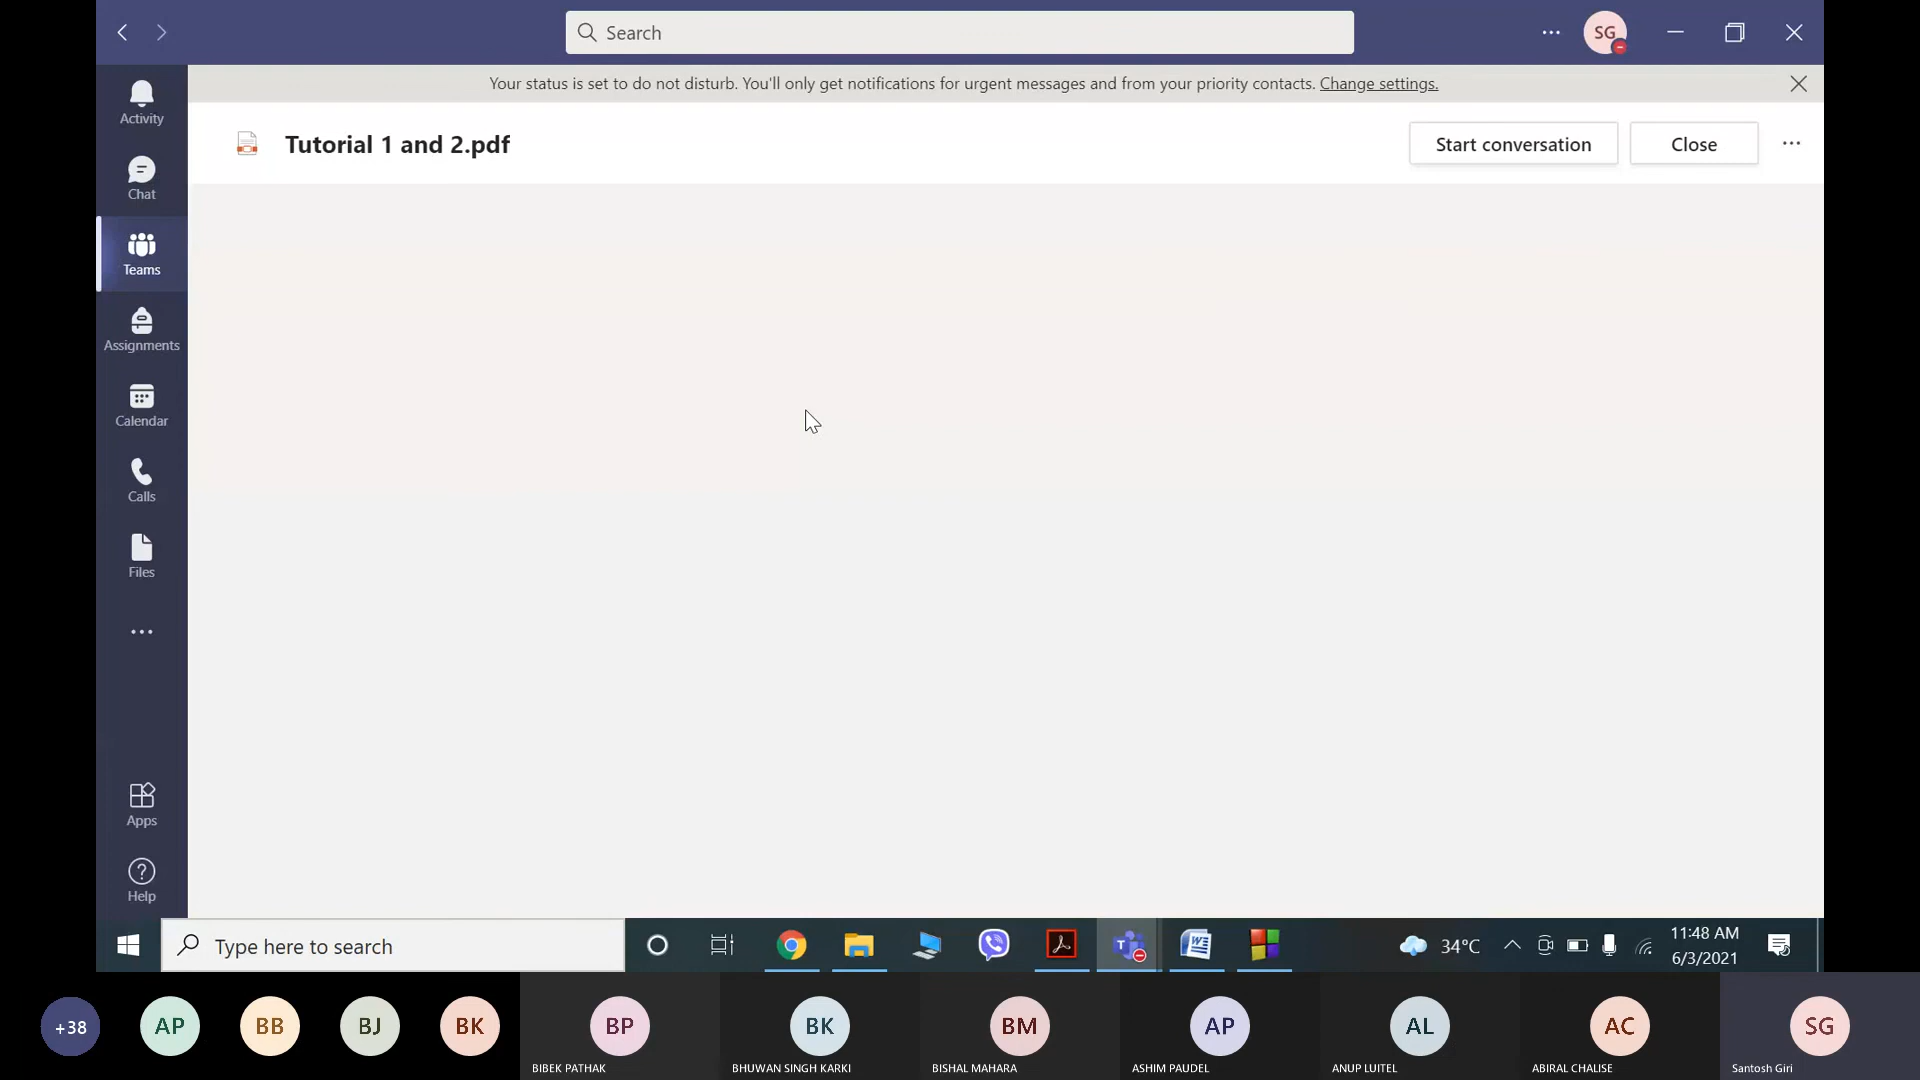 Search
SG
Your status is set to do not disturb. You'll only get notifications for urgent messages and from your priority contacts. Change settings.
Activity
Tutorial 1 and 2.pdf
Start conversation
Close
Chat
Teams
Assignments
Calendar
Calls
Files
Apps
Help
Type here to search
34°C
11:48 AM
6/3/2021
+38
AP
BB
BJ
BK
BP
BK
BM
AP
AL
AC
SG
BIBEK PATHAK
BHUWAN SINGH KARKI
BISHAL MAHARA
ASHIM PAUDEL
ANUP LUITEL
ABIRAL CHALISE
Santosh Giri